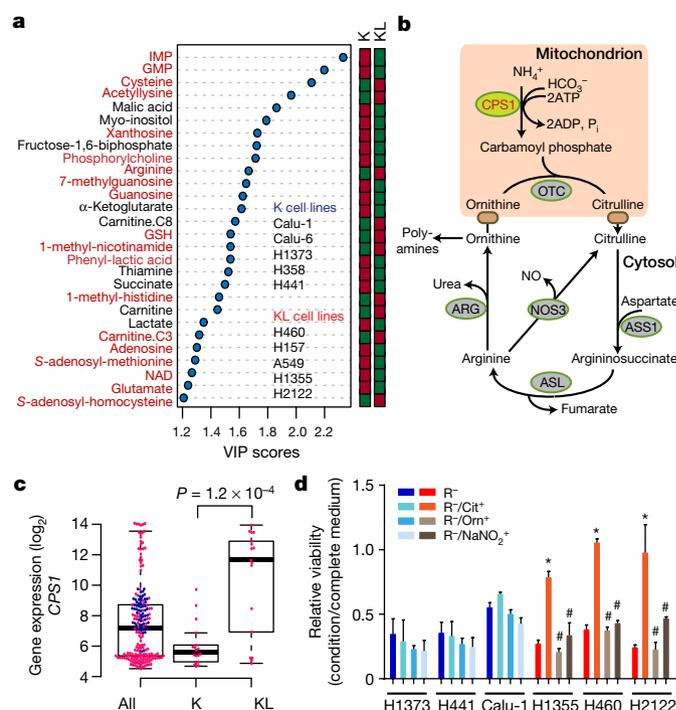 a
K KL
IMP
GMP
Cysteine
Acetyllysine
Malic acid
Myo-inositol
Xanthosine
Fructose-1,6-biphosphate
Phosphorylcholine
Arginine
7-methylguanosine
Guanosine
α-Ketoglutarate
Carnitine.C8
GSH
1-methyl-nicotinamide
Phenyl-lactic acid
Thiamine
Succinate
1-methyl-histidine
Carnitine
Lactate
Carnitine.C3
Adenosine
S-adenosyl-methionine
NAD
Glutamate
S-adenosyl-homocysteine
K cell lines
Calu-1
Calu-6
H1373
H358
H441
KL cell lines
H460
H157
A549
H1355
H2122
1.2 1.4 1.6 1.8 2.0 2.2
VIP scores
b
Mitochondrion
NH₄⁺
HCO₃⁻
2ATP
CPS1
2ADP, Pᵢ
Carbamoyl phosphate
OTC
Ornithine Citrulline
Poly-
amines
Ornithine Citrulline
Cytosol
Urea
NO
ARG
NOS3
Aspartate
ASS1
Arginine
Argininosuccinate
ASL
Fumarate
c
P = 1.2 × 10⁻⁴
Gene expression (log₂)
CPS1
14
12
10
8
6
4
All K KL
d
Relative viability
(condition/complete medium)
1.5
1.0
0.5
0
R⁻
R⁻/Cit⁺
R⁻/Orn⁺
R⁻/NaNO₂⁺
* # #
* # #
* # #
H1373 H441 Calu-1 H1355 H460 H2122